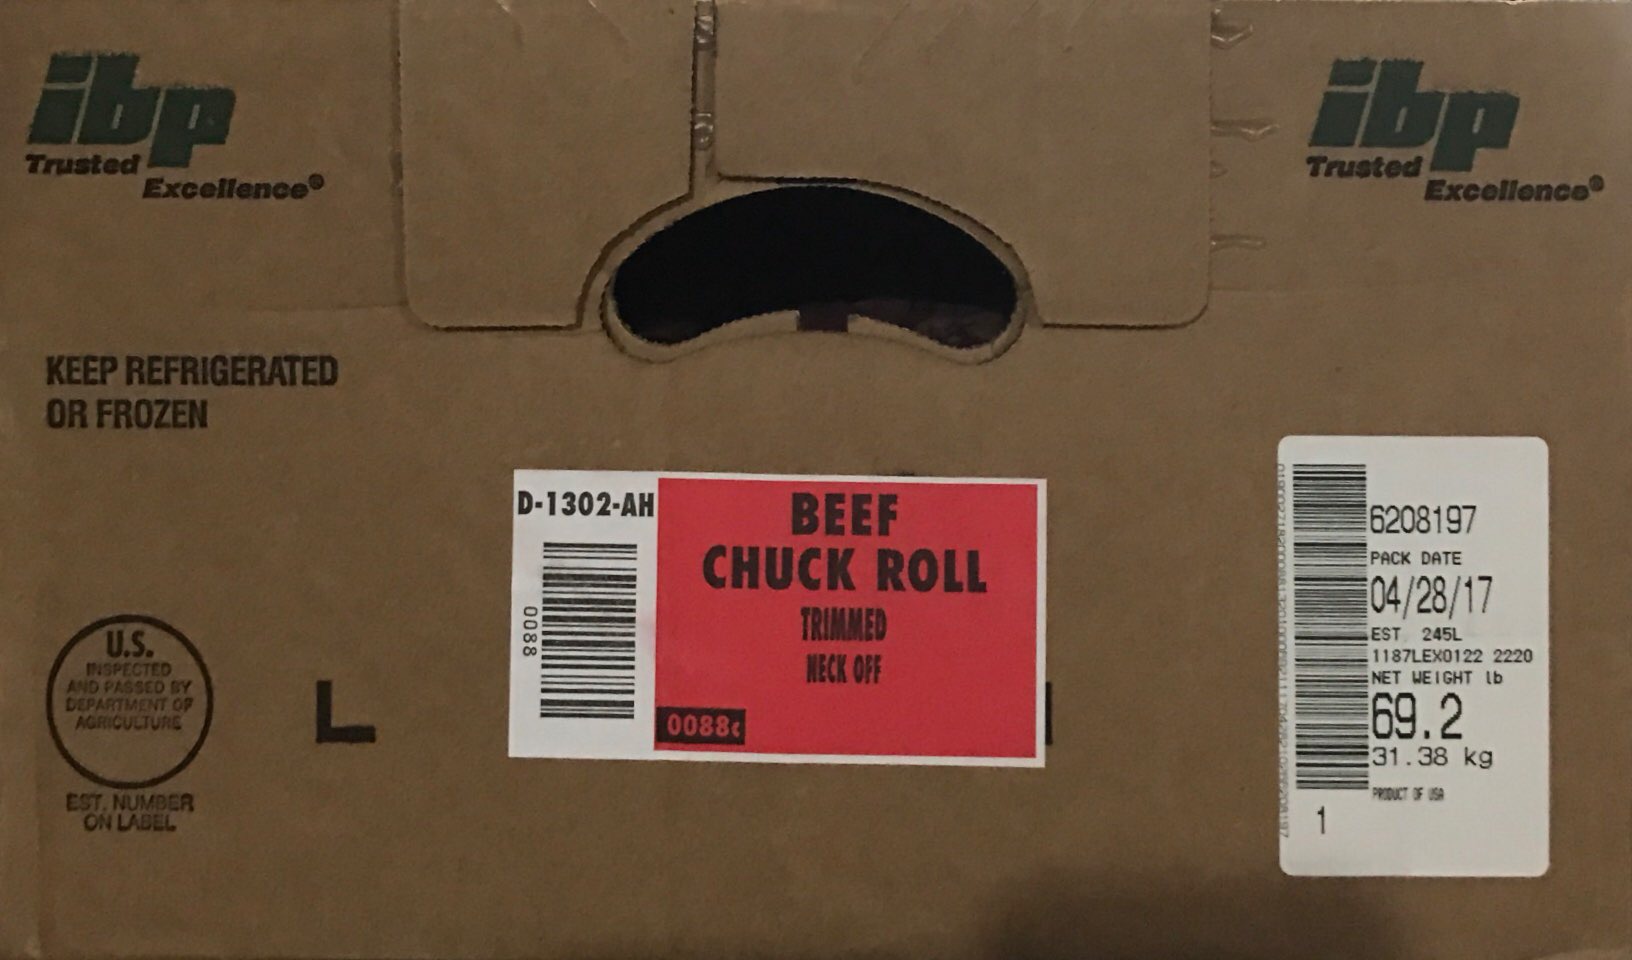 ibp
Trusted
Excellence®
ibp
Trusted
Excellence®
KEEP REFRIGERATED
OR FROZEN
D-1302-AH
0088
BEEF
CHUCK ROLL
TRIMMED
NECK OFF
0088c
6208197
PACK DATE
04/28/17
EST. 245L
1187LEX0122 2220
NET WEIGHT lb
69.2
31.38 kg
PRODUCT OF USA
1
U.S.
INSPECTED
AND PASSED BY
DEPARTMENT OF
AGRICULTURE
EST. NUMBER
ON LABEL
L